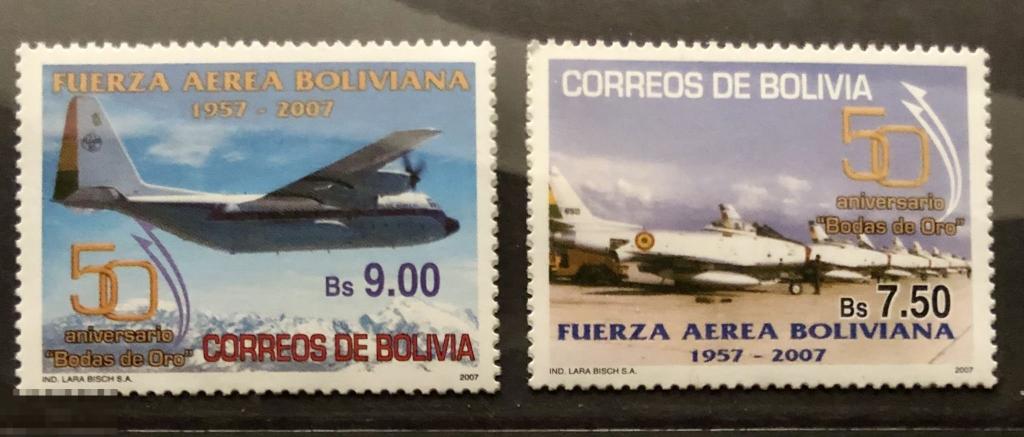 FUERZA AEREA BOLIVIANA
1957 - 2007
50
aniversario
"Bodas de Oro"
Bs 9.00
CORREOS DE BOLIVIA
IND. LARA BISCH S.A.
2007
CORREOS DE BOLIVIA
50
aniversario
"Bodas de Oro"
Bs 7.50
FUERZA AEREA BOLIVIANA
1957 - 2007
IND. LARA BISCH S.A.
2007